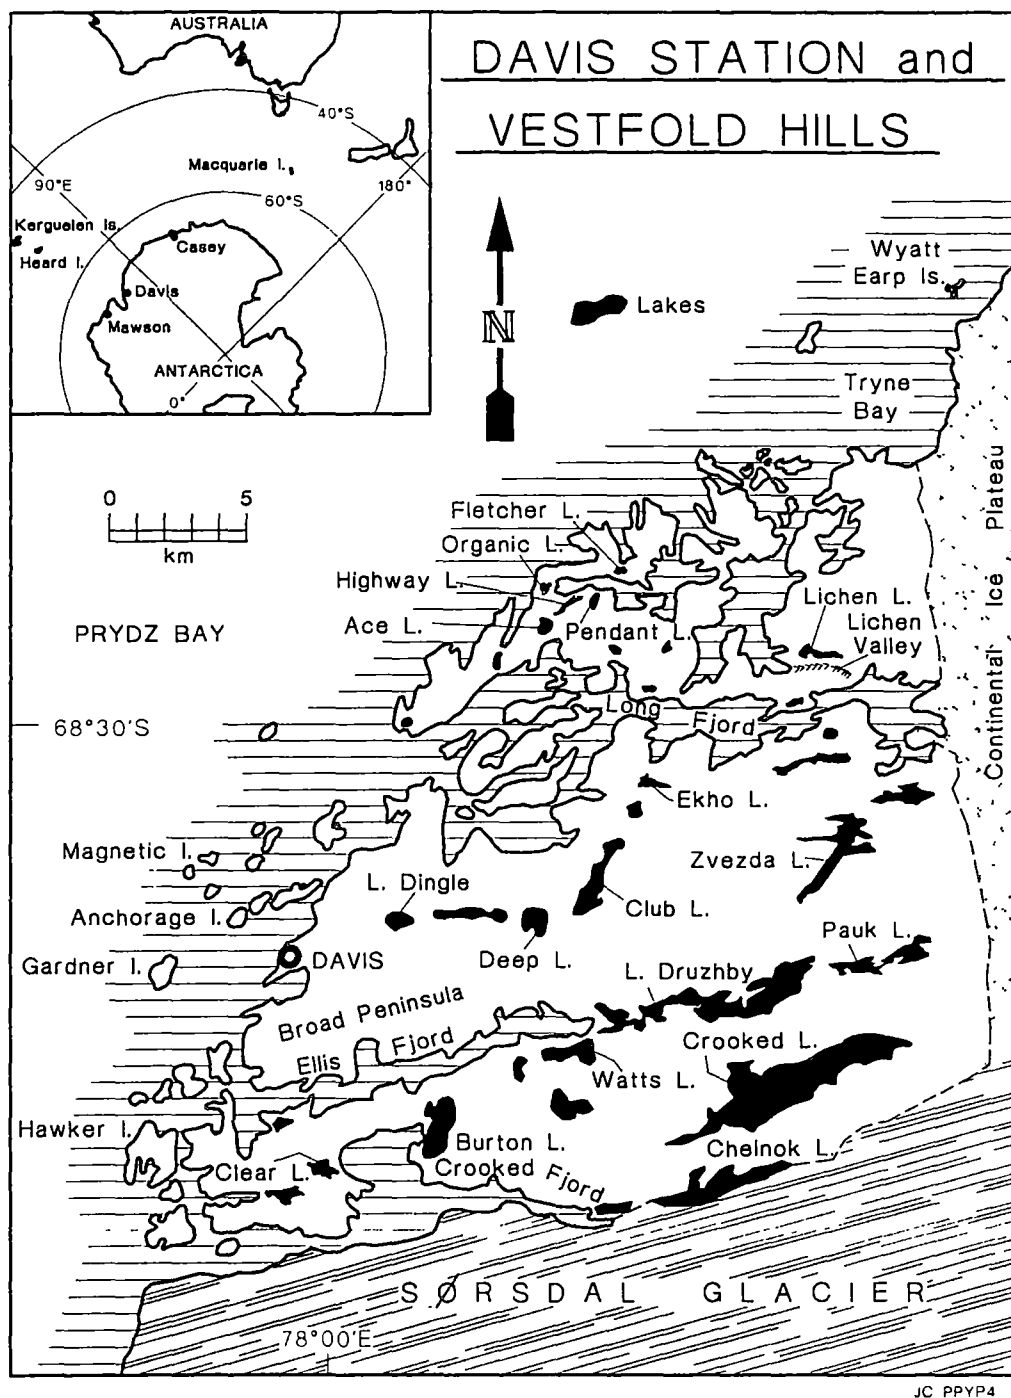 DAVIS STATION and
VESTFOLD HILLS
AUSTRALIA
40°S
Macquarie I.
90°E
180°
60°S
Kerguelen Is.
Heard I.
Casey
Davis
Mawson
ANTARCTICA
0°
N
Lakes
Wyatt
Earp Is.
Tryne
Bay
Continental Ice Plateau
0 5
km
Fletcher L.
Organic L.
Highway L.
Ace L.
Pendant L.
Lichen L.
Lichen
Valley
PRYDZ BAY
68°30'S
Long Fjord
Ekho L.
Magnetic I.
Zvezda L.
L. Dingle
Club L.
Anchorage I.
Deep L.
Pauk L.
Gardner I.
DAVIS
L. Druzhby
Broad Peninsula
Ellis Fjord
Crooked L.
Watts L.
Hawker I.
Burton L.
Chelnok L.
Clear L.
Crooked Fjord
SØRSDAL GLACIER
78°00'E
JC PPYP4